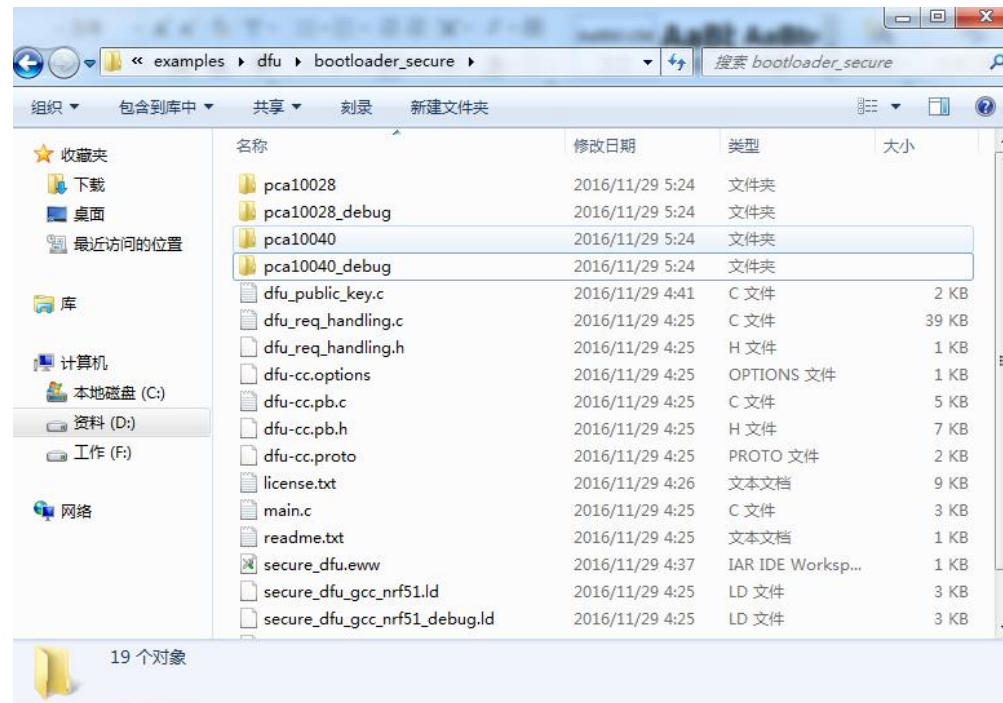 « examples ▸ dfu ▸ bootloader_secure ▸ 搜索 bootloader_secure
组织 ▼ 包含到库中 ▼ 共享 ▼ 刻录 新建文件夹
收藏夹
下载
桌面
最近访问的位置
库
计算机
本地磁盘 (C:)
资料 (D:)
工作 (F:)
网络
名称 修改日期 类型 大小
pca10028 2016/11/29 5:24 文件夹
pca10028_debug 2016/11/29 5:24 文件夹
pca10040 2016/11/29 5:24 文件夹
pca10040_debug 2016/11/29 5:24 文件夹
dfu_public_key.c 2016/11/29 4:41 C 文件 2 KB
dfu_req_handling.c 2016/11/29 4:25 C 文件 39 KB
dfu_req_handling.h 2016/11/29 4:25 H 文件 1 KB
dfu-cc.options 2016/11/29 4:25 OPTIONS 文件 1 KB
dfu-cc.pb.c 2016/11/29 4:25 C 文件 5 KB
dfu-cc.pb.h 2016/11/29 4:25 H 文件 7 KB
dfu-cc.proto 2016/11/29 4:25 PROTO 文件 2 KB
license.txt 2016/11/29 4:26 文本文档 9 KB
main.c 2016/11/29 4:25 C 文件 3 KB
readme.txt 2016/11/29 4:25 文本文档 1 KB
secure_dfu.eww 2016/11/29 4:37 IAR IDE Worksp... 1 KB
secure_dfu_gcc_nrf51.ld 2016/11/29 4:25 LD 文件 3 KB
secure_dfu_gcc_nrf51_debug.ld 2016/11/29 4:25 LD 文件 3 KB
19 个对象